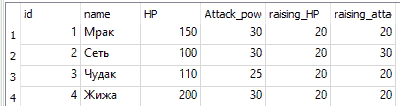 id name HP Attack_pow raising_HP raising_atta
1 1 Мрак 150 30 20 20
2 2 Сеть 100 30 20 30
3 3 Чудак 110 25 20 20
4 4 Жижа 200 30 20 20